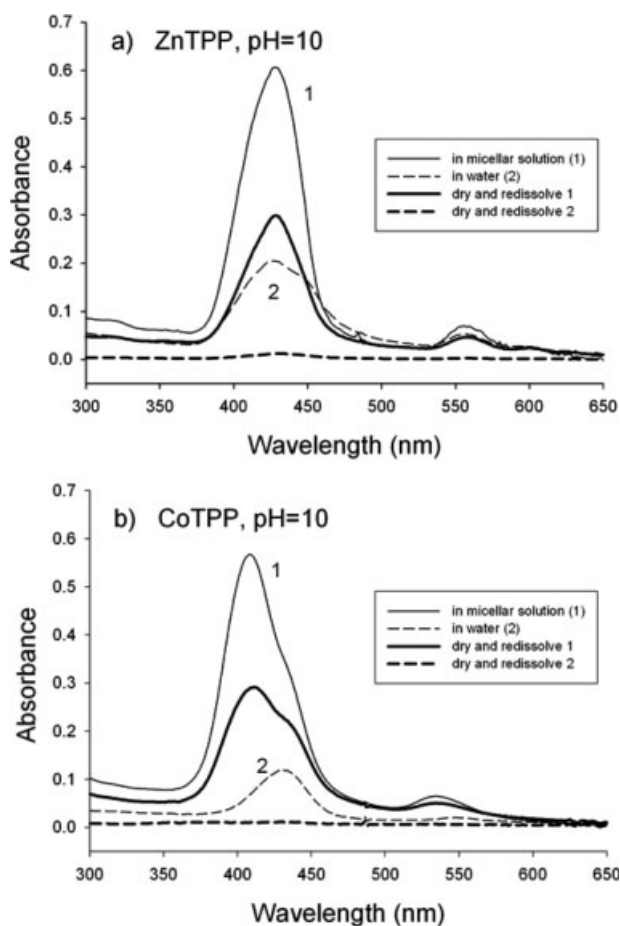 0.7
a) ZnTPP, pH=10
0.6
1
0.5
in micellar solution (1)
in water (2)
dry and redissolve 1
dry and redissolve 2
0.4
Absorbance
0.3
0.2
2
0.1
0.0
300 350 400 450 500 550 600 650
Wavelength (nm)
0.7
b) CoTPP, pH=10
0.6
1
0.5
in micellar solution (1)
in water (2)
dry and redissolve 1
dry and redissolve 2
0.4
Absorbance
0.3
0.2
2
0.1
0.0
300 350 400 450 500 550 600 650
Wavelength (nm)